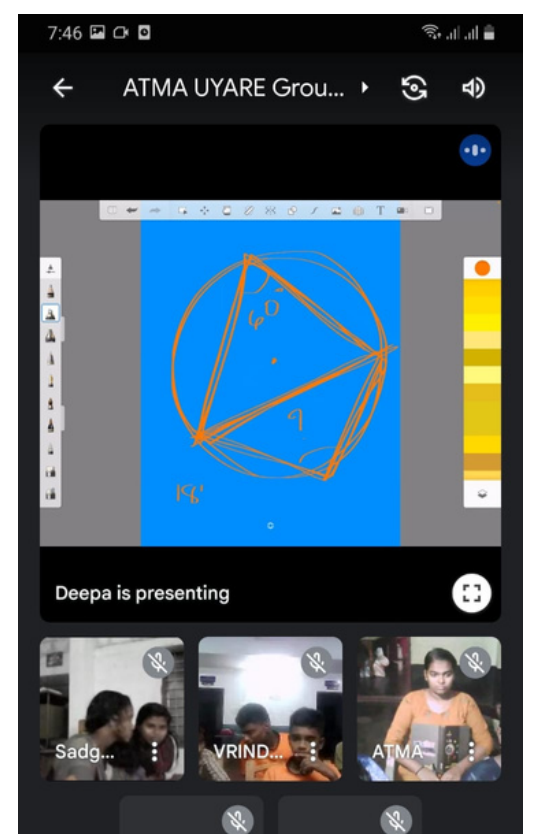 7:46
ATMA UYARE Grou...
T
60
9
18
Deepa is presenting
Sadg...
VRIND...
ATMA